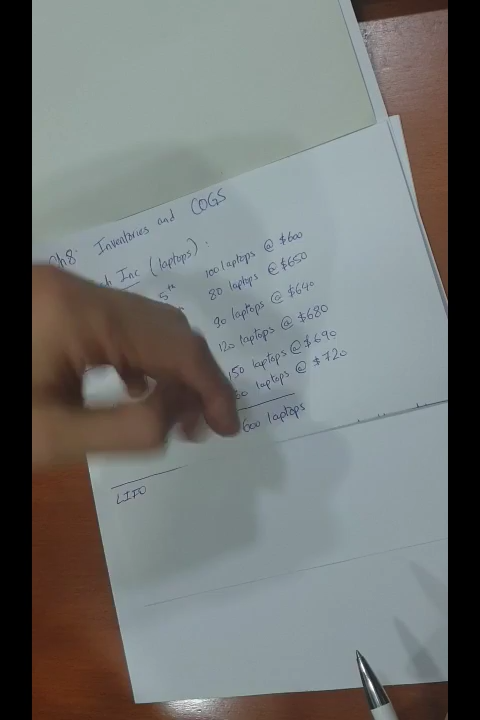 Ch8: Inventories and COGS
Inc (laptops):
5th 100 laptops @ $600
80 laptops @ $650
90 laptops @ $640
120 laptops @ $680
150 laptops @ $690
laptops @ $720
600 laptops
LIFO